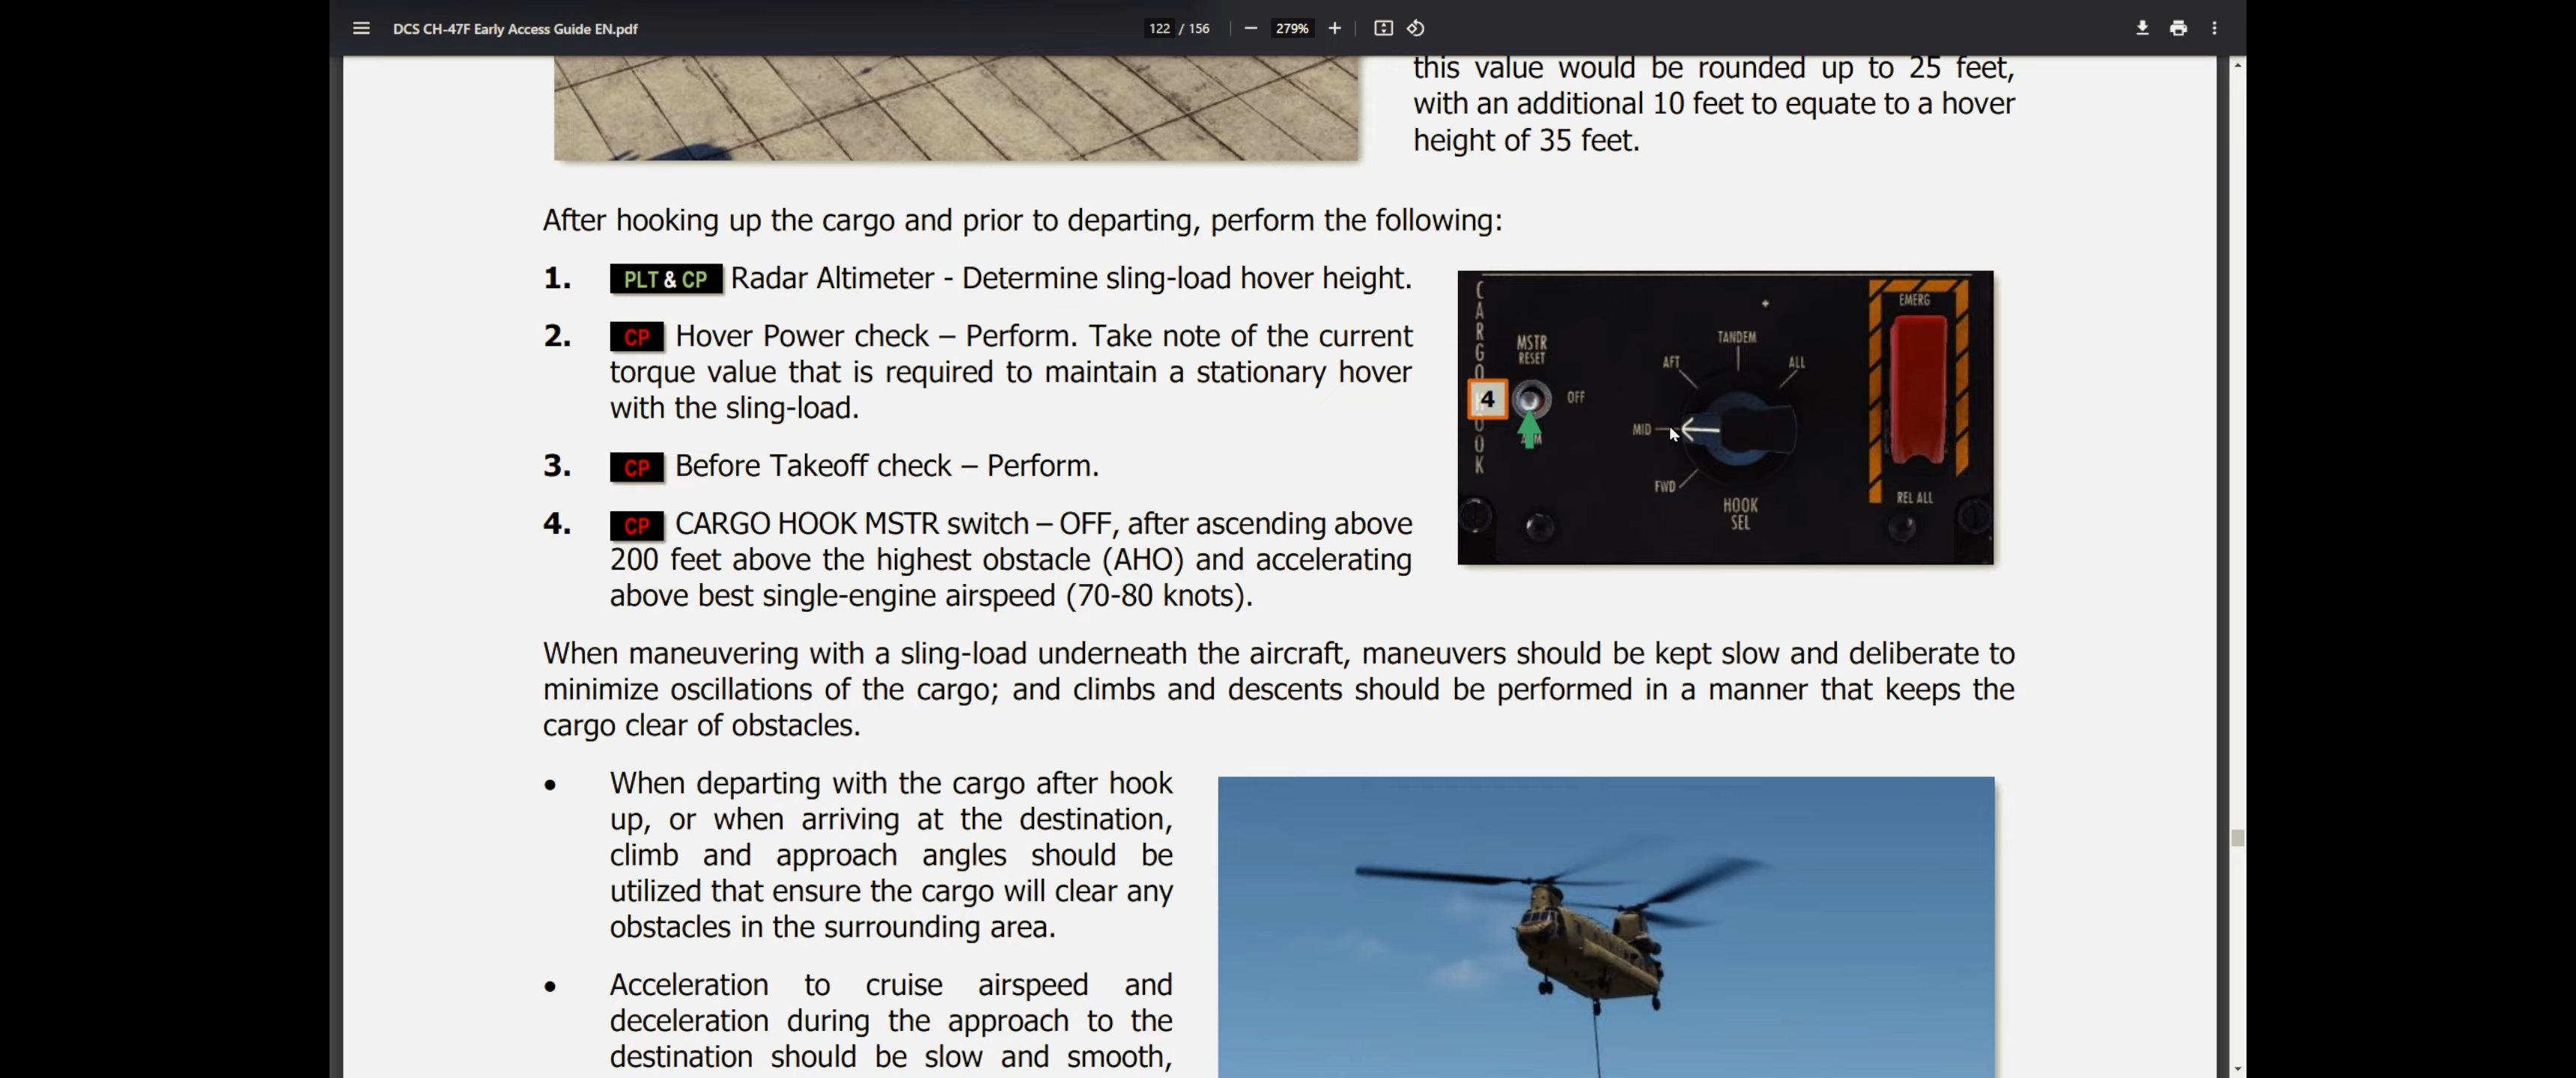 DCS CH-47F Early Access Guide EN.pdf
122 / 156
279%
this value would be rounded up to 25 feet,
with an additional 10 feet to equate to a hover
height of 35 feet.
After hooking up the cargo and prior to departing, perform the following:
1. PLT & CP Radar Altimeter - Determine sling-load hover height.
2. CP Hover Power check – Perform. Take note of the current
torque value that is required to maintain a stationary hover
with the sling-load.
3. CP Before Takeoff check – Perform.
4. CP CARGO HOOK MSTR switch – OFF, after ascending above
200 feet above the highest obstacle (AHO) and accelerating
above best single-engine airspeed (70-80 knots).
CARGO HOOK
MSTR
RESET
4
OFF
TANDEM
AFT
ALL
MID
FWD
HOOK
SEL
EMERG
REL ALL
When maneuvering with a sling-load underneath the aircraft, maneuvers should be kept slow and deliberate to
minimize oscillations of the cargo; and climbs and descents should be performed in a manner that keeps the
cargo clear of obstacles.
• When departing with the cargo after hook
up, or when arriving at the destination,
climb and approach angles should be
utilized that ensure the cargo will clear any
obstacles in the surrounding area.
• Acceleration to cruise airspeed and
deceleration during the approach to the
destination should be slow and smooth,